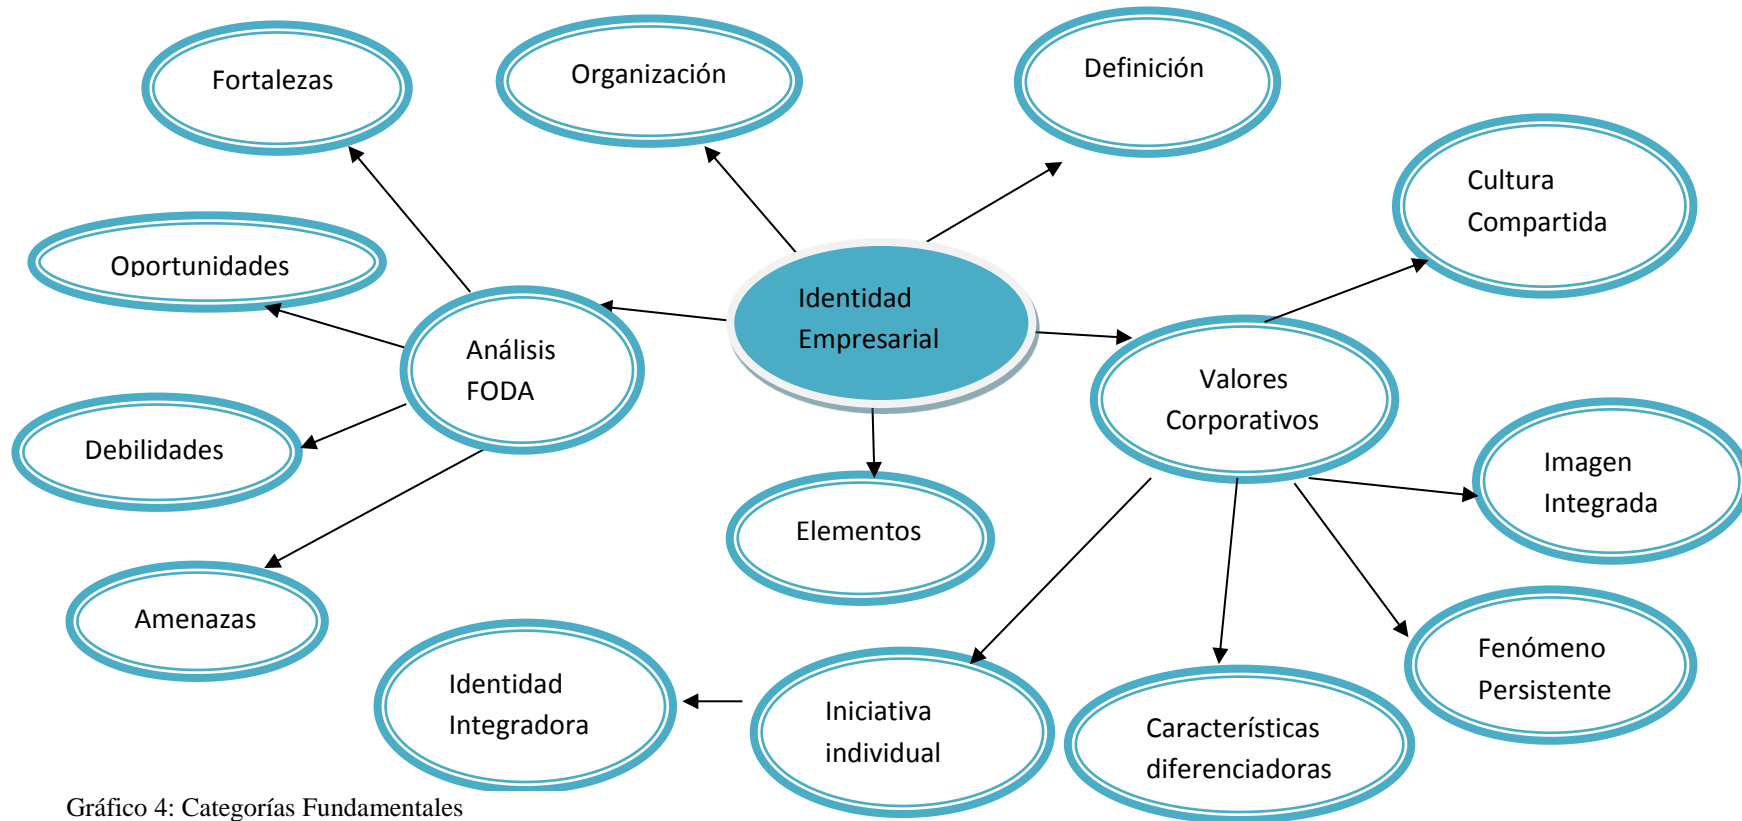 Fortalezas
Organización
Definición
Cultura
Compartida
Oportunidades
Identidad
Empresarial
Análisis
FODA
Valores
Corporativos
Debilidades
Imagen
Integrada
Elementos
Amenazas
Fenómeno
Persistente
Identidad
Integradora
Iniciativa
individual
Característícas
diferenciadoras
Gráfico 4: Categorías Fundamentales